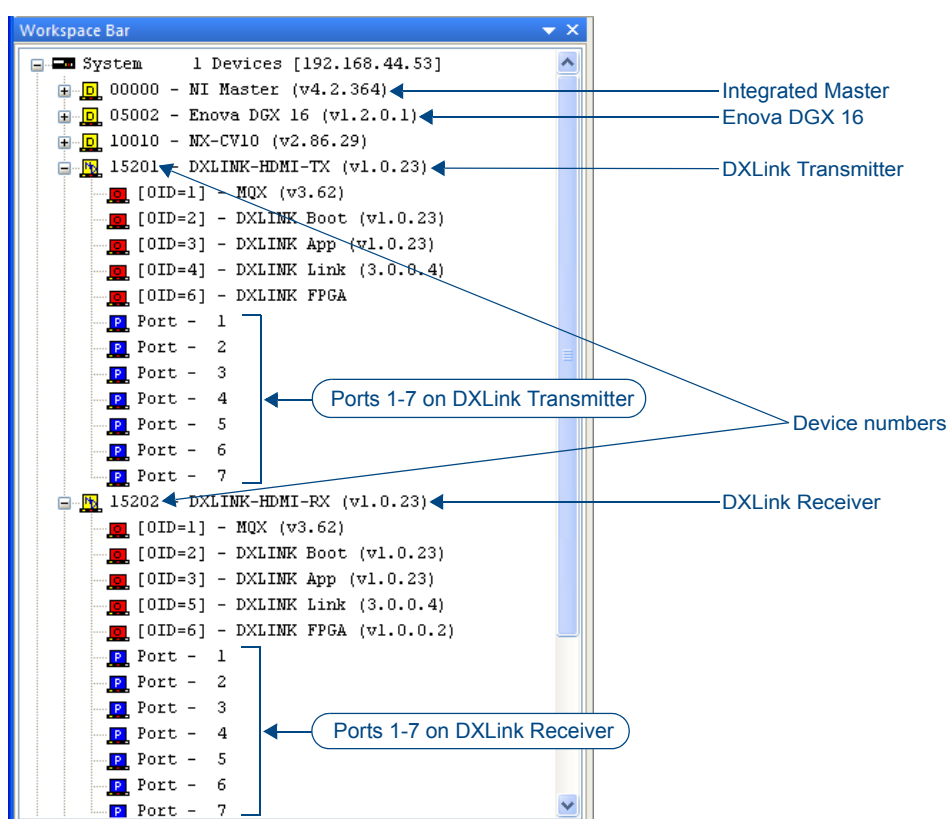 Workspace Bar
System 1 Devices [192.168.44.53]
00000 - NI Master (v4.2.364)
Integrated Master
05002 - Enova DGX 16 (v1.2.0.1)
Enova DGX 16
10010 - NX-CV10 (v2.86.29)
15201 - DXLINK-HDMI-TX (v1.0.23)
DXLink Transmitter
[OID=1] - MQX (v3.62)
[OID=2] - DXLINK Boot (v1.0.23)
[OID=3] - DXLINK App (v1.0.23)
[OID=4] - DXLINK Link (3.0.0.4)
[OID=6] - DXLINK FPGA
Port - 1
Port - 2
Port - 3
Port - 4
Ports 1-7 on DXLink Transmitter
Port - 5
Device numbers
Port - 6
Port - 7
15202 - DXLINK-HDMI-RX (v1.0.23)
DXLink Receiver
[OID=1] - MQX (v3.62)
[OID=2] - DXLINK Boot (v1.0.23)
[OID=3] - DXLINK App (v1.0.23)
[OID=5] - DXLINK Link (3.0.0.4)
[OID=6] - DXLINK FPGA (v1.0.0.2)
Port - 1
Port - 2
Port - 3
Port - 4
Ports 1-7 on DXLink Receiver
Port - 5
Port - 6
Port - 7